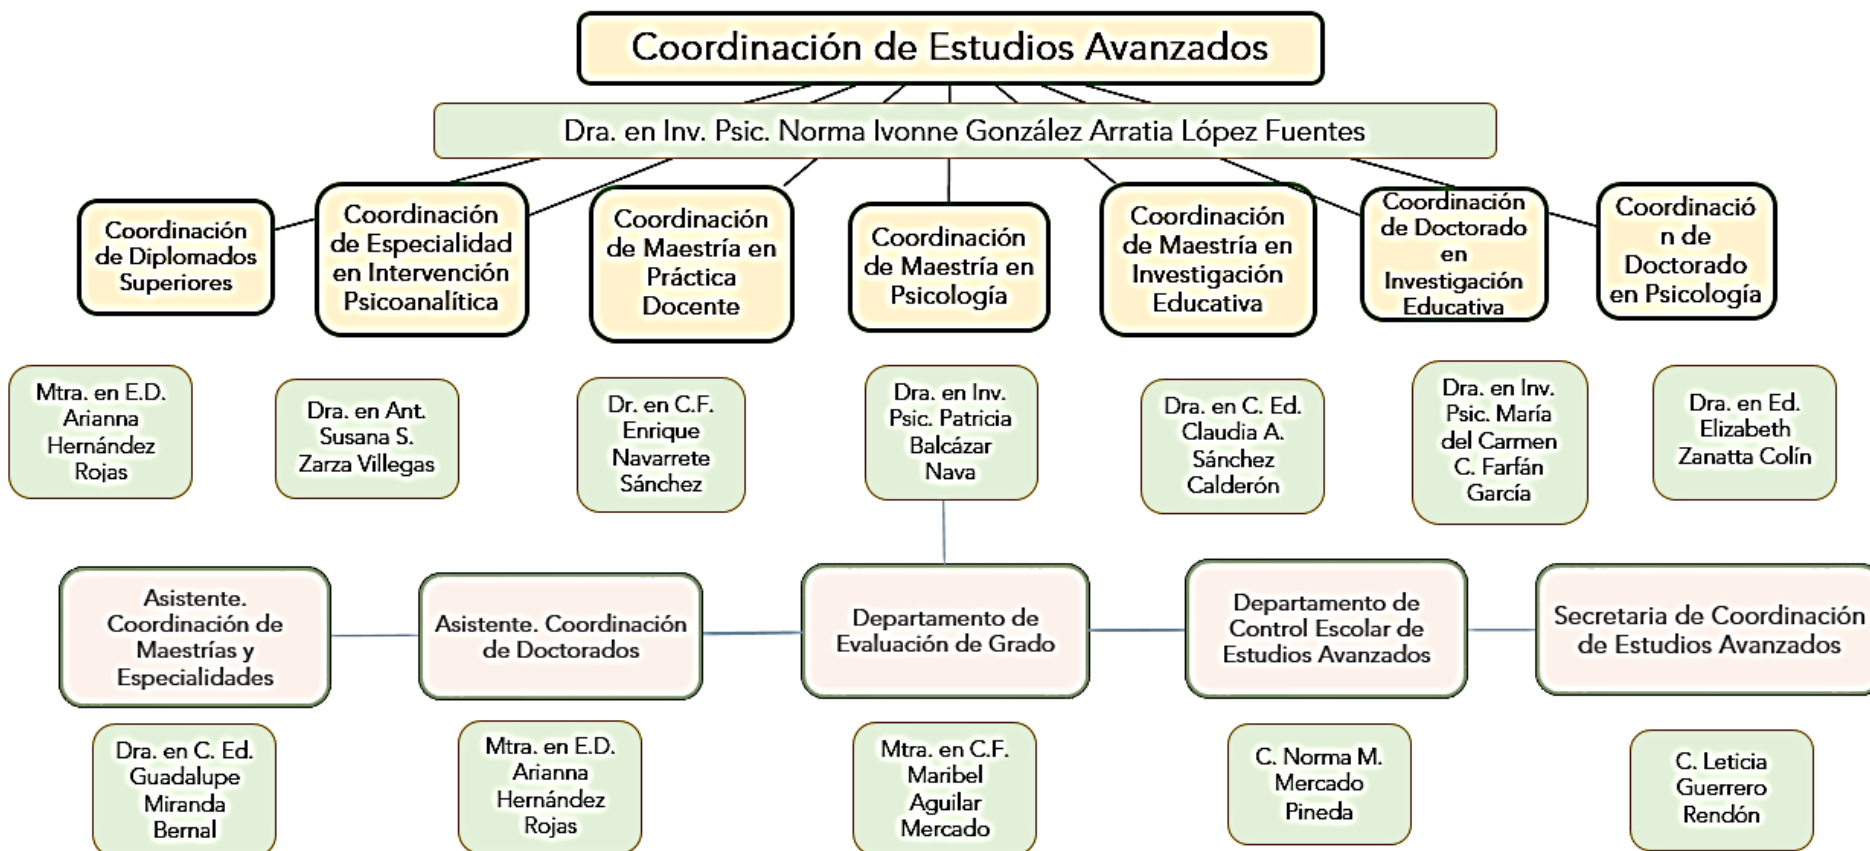 Coordinación de Estudios Avanzados
Dra. en Inv. Psic. Norma Ivonne González Arratia López Fuentes
Coordinación
de Diplomados
Superiores
Coordinación
de Especialidad
en Intervención
Psicoanalítica
Coordinación
de Maestría en
Práctica
Docente
Coordinación
de Maestría en
Psicología
Coordinación
de Maestría en
Investigación
Educativa
Coordinación
de Doctorado
en
Investigación
Educativa
Coordinació
n de
Doctorado
en Psicología
Mtra. en E.D.
Arianna
Hernández
Rojas
Dra. en Ant.
Susana S.
Zarza Villegas
Dr. en C.F.
Enrique
Navarrete
Sánchez
Dra. en Inv.
Psic. Patricia
Balcázar
Nava
Dra. en C. Ed.
Claudia A.
Sánchez
Calderón
Dra. en Inv.
Psic. María
del Carmen
C. Farfán
García
Dra. en Ed.
Elizabeth
Zanatta Colín
Asistente.
Coordinación de
Maestrías y
Especialidades
Asistente. Coordinación
de Doctorados
Departamento de
Evaluación de Grado
Departamento de
Control Escolar de
Estudios Avanzados
Secretaria de Coordinación
de Estudios Avanzados
Dra. en C. Ed.
Guadalupe
Miranda
Bernal
Mtra. en E.D.
Arianna
Hernández
Rojas
Mtra. en C.F.
Maribel
Aguilar
Mercado
C. Norma M.
Mercado
Pineda
C. Leticia
Guerrero
Rendón